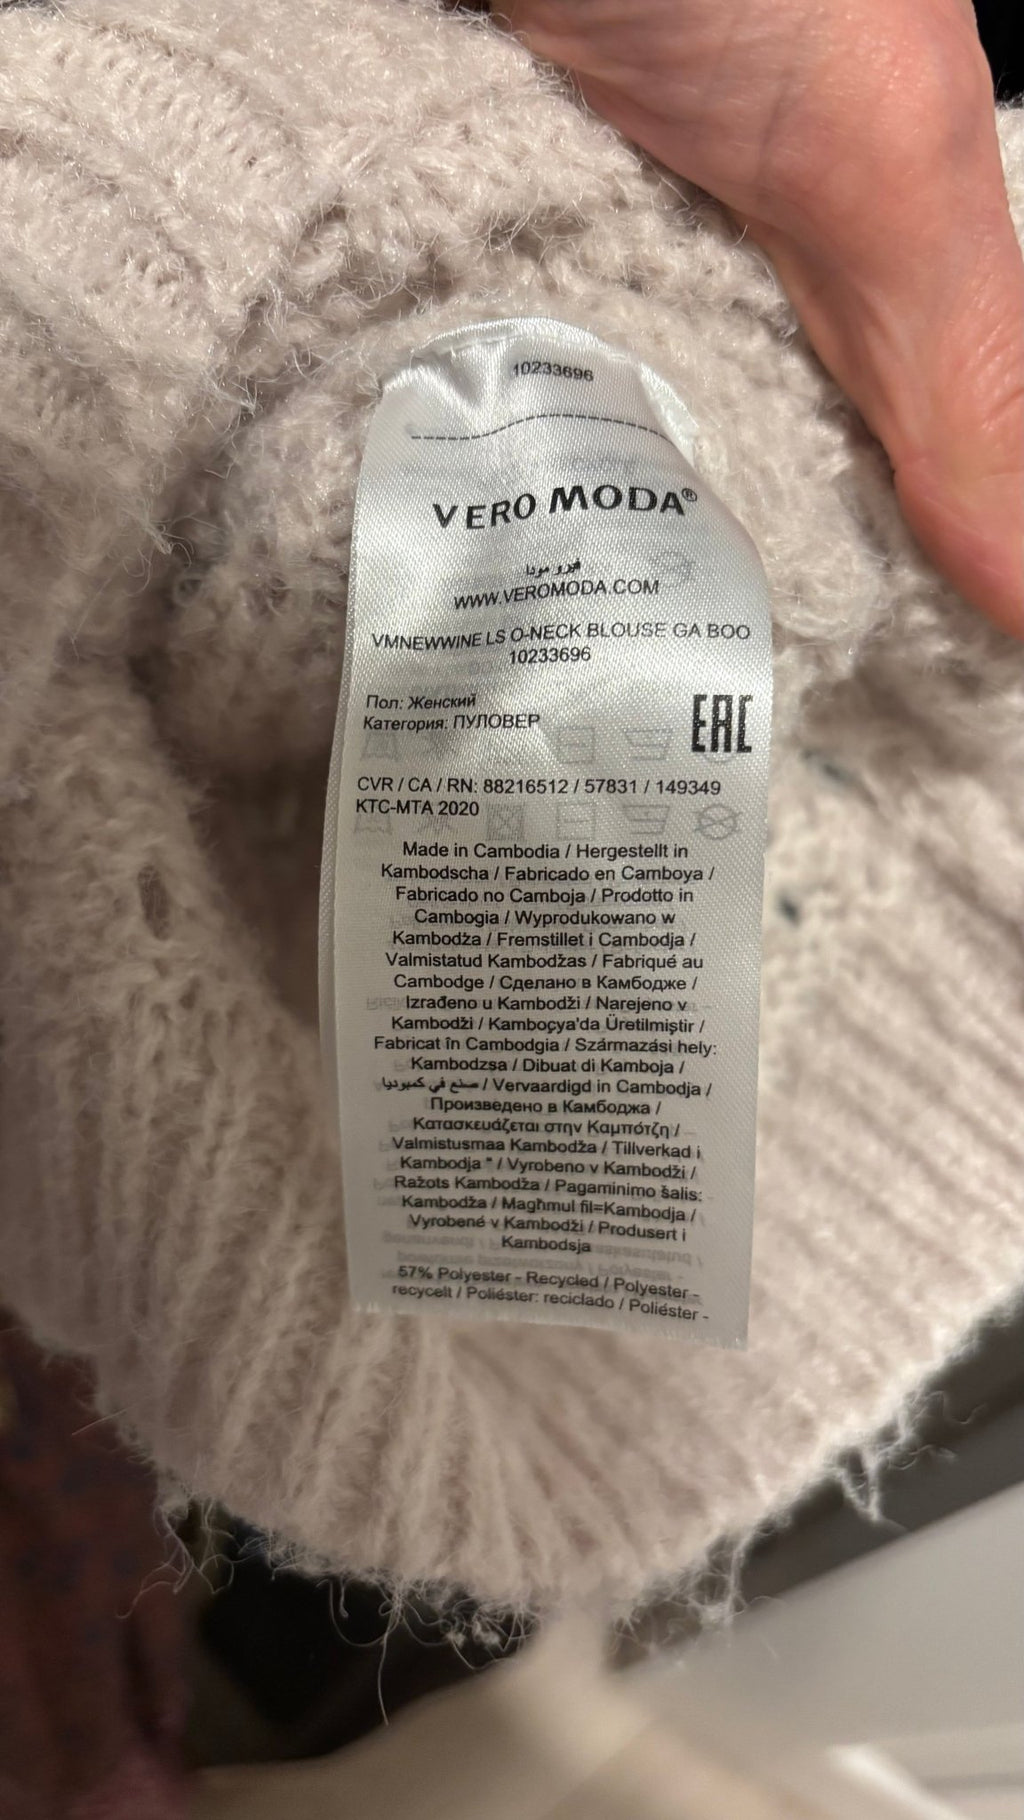 10233696
VERO MODA®
فيرو مودا
WWW.VEROMODA.COM
VMNEWWINE LS O-NECK BLOUSE GA BOO
10233696
Пол: Женский
Категория: ПУЛОВЕР
EAC
CVR / CA / RN: 88216512 / 57831 / 149349
KTC-MTA 2020
Made in Cambodia / Hergestellt in
Kambodscha / Fabricado en Camboya /
Fabricado no Camboja / Prodotto in
Cambogia / Wyprodukowano w
Kambodża / Fremstillet i Cambodja /
Valmistatud Kambodžas / Fabriqué au
Cambodge / Сделано в Камбодже /
Izrađeno u Kambodži / Narejeno v
Kambodži / Kamboçya'da Üretilmiştir /
Fabricat în Cambodgia / Származási hely:
Kambodzsa / Dibuat di Kamboja /
صنع في كمبوديا / Vervaardigd in Cambodja /
Произведено в Камбоджа /
Κατασκευάζεται στην Καμπότζη /
Valmistusmaa Kambodža / Tillverkad i
Kambodja " / Vyrobeno v Kambodži /
Ražots Kambodža / Pagaminimo šalis:
Kambodža / Magħmul fil=Kambodja /
Vyrobené v Kambodži / Produsert i
Kambodsja
57% Polyester - Recycled / Polyester -
recycelt / Poliéster: reciclado / Poliéster -